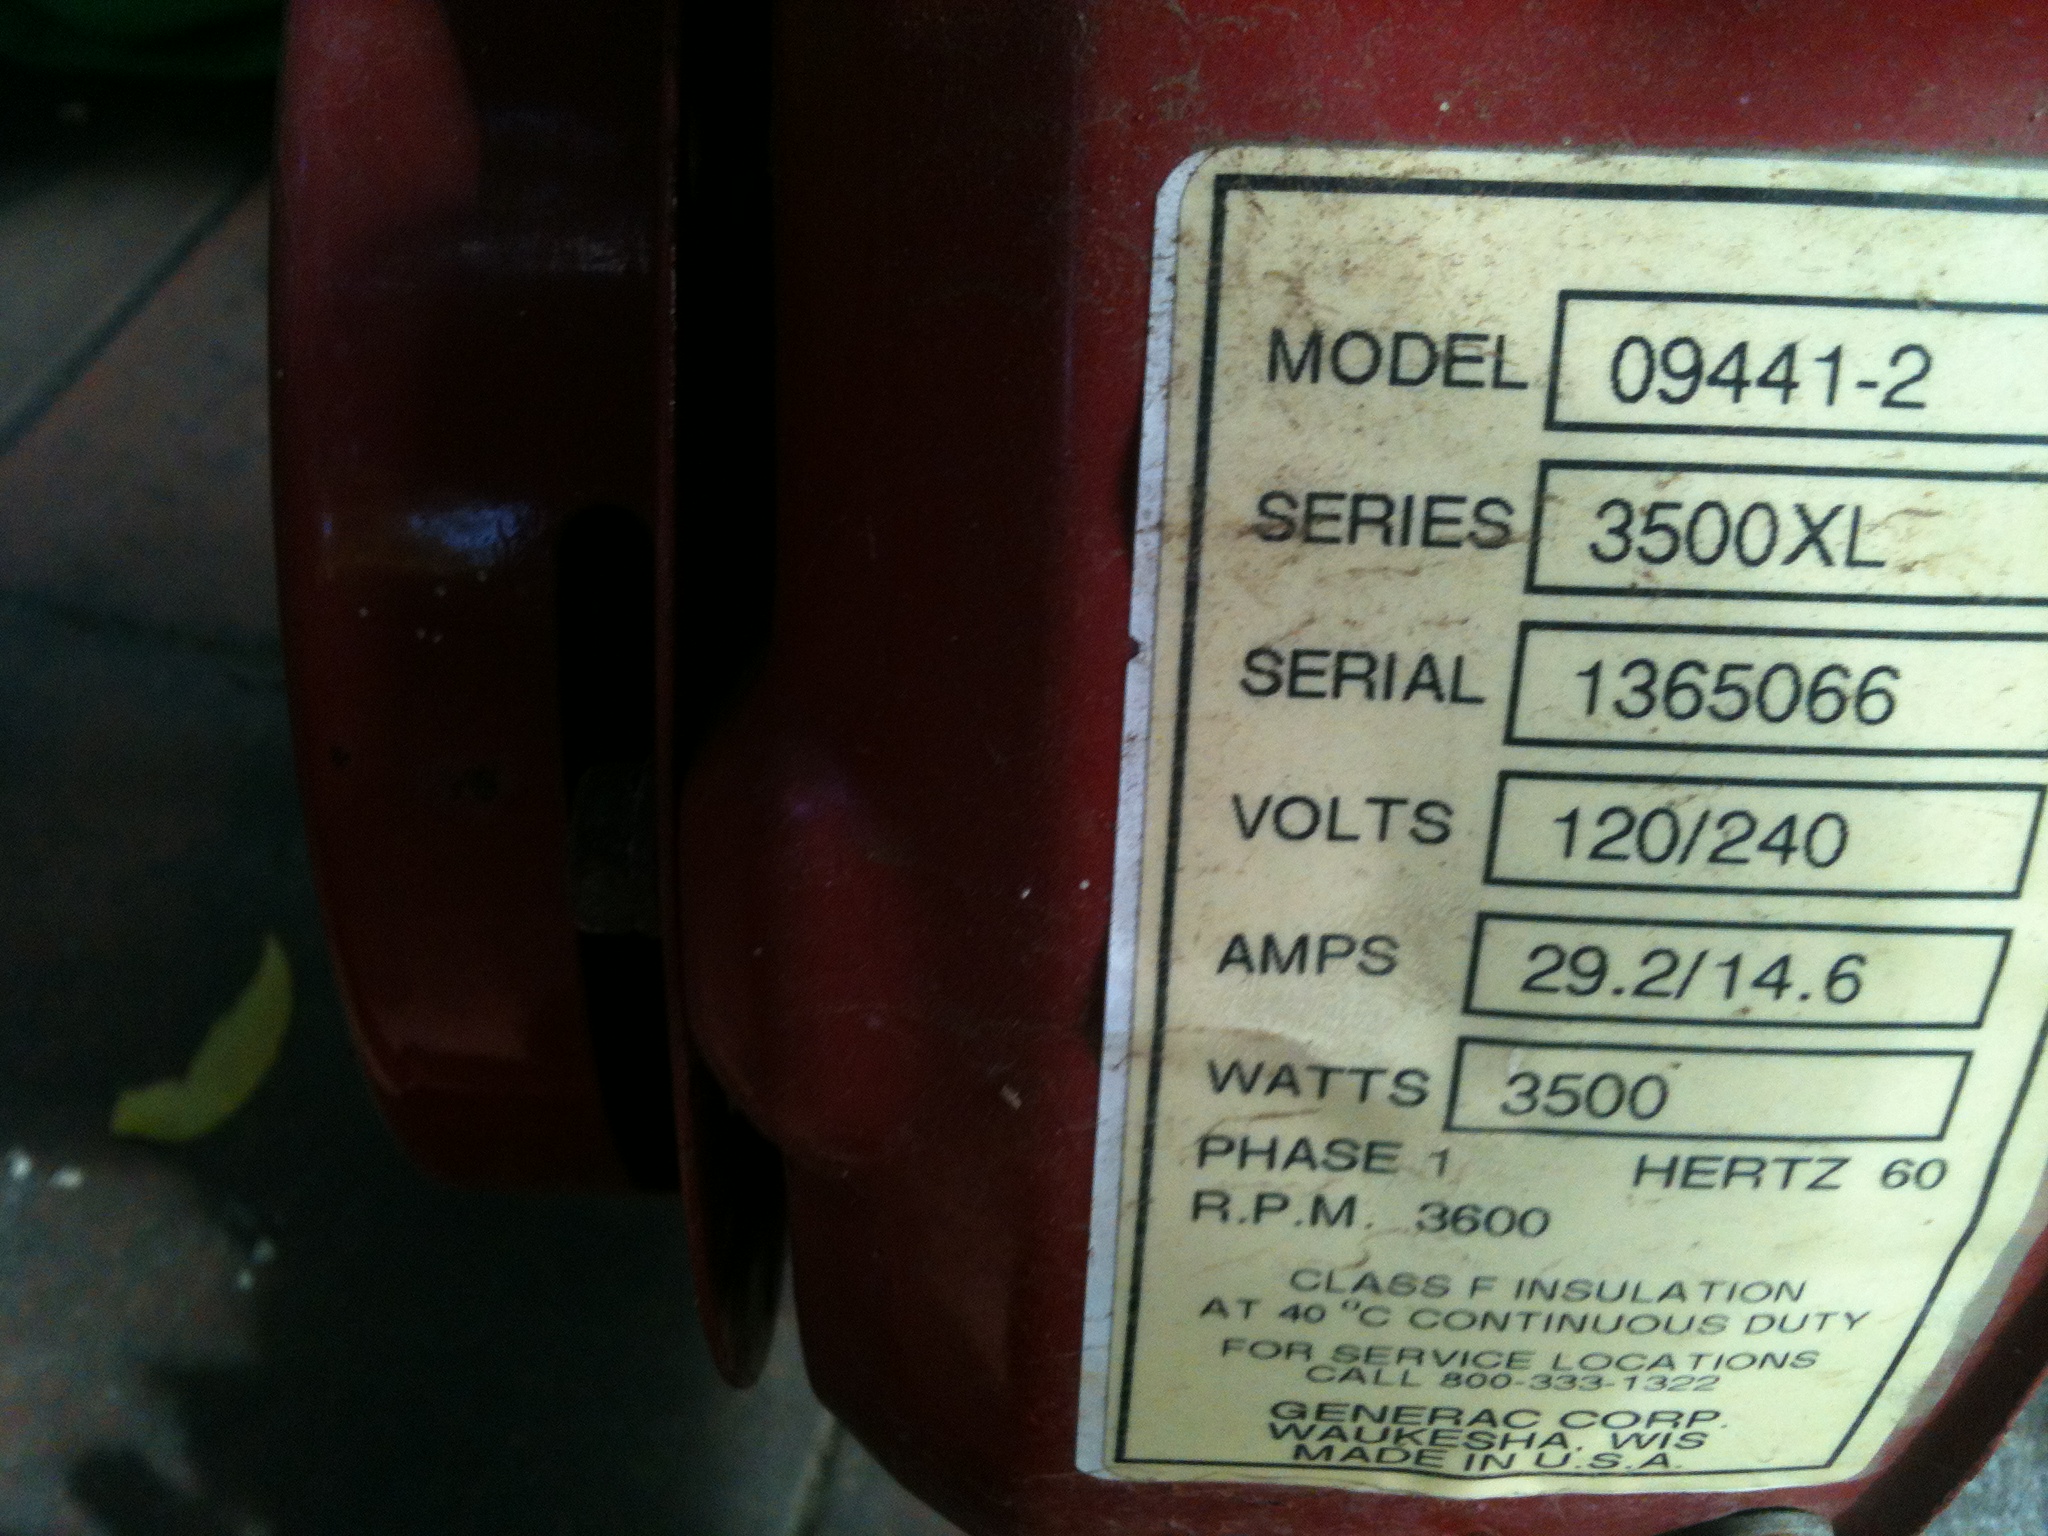 MODEL 09441-2
SERIES 3500XL
SERIAL 1365066
VOLTS 120/240
AMPS 29.2/14.6
WATTS 3500
PHASE 1 HERTZ 60
R.P.M. 3600
CLASS F INSULATION
AT 40 °C CONTINUOUS DUTY
FOR SERVICE LOCATIONS
CALL 800-333-1322
GENERAC CORP.
WAUKESHA, WIS
MADE IN U.S.A.